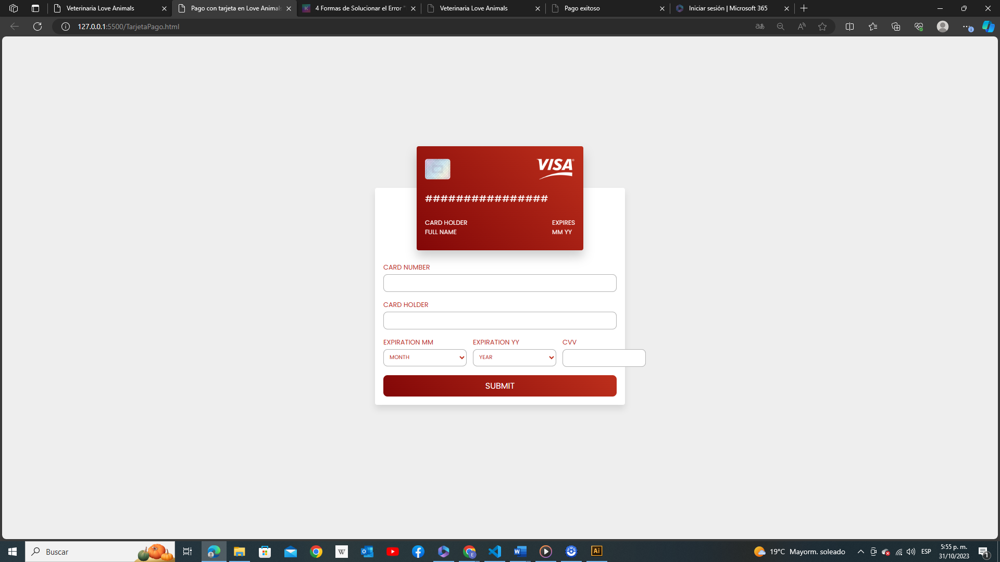 Veterinaria Love Animals
Pago con tarjeta en Love Animals
4 Formas de Solucionar el Error "
Veterinaria Love Animals
Pago exitoso
Iniciar sesión | Microsoft 365
127.0.0.1:5500/TarjetaPago.html
VISA
################
CARD HOLDER
FULL NAME
EXPIRES
MM YY
CARD NUMBER
CARD HOLDER
EXPIRATION MM
EXPIRATION YY
CVV
MONTH
YEAR
SUBMIT
Buscar
W
Ai
19°C Mayorm. soleado
ESP
5:55 p. m.
31/10/2023
1